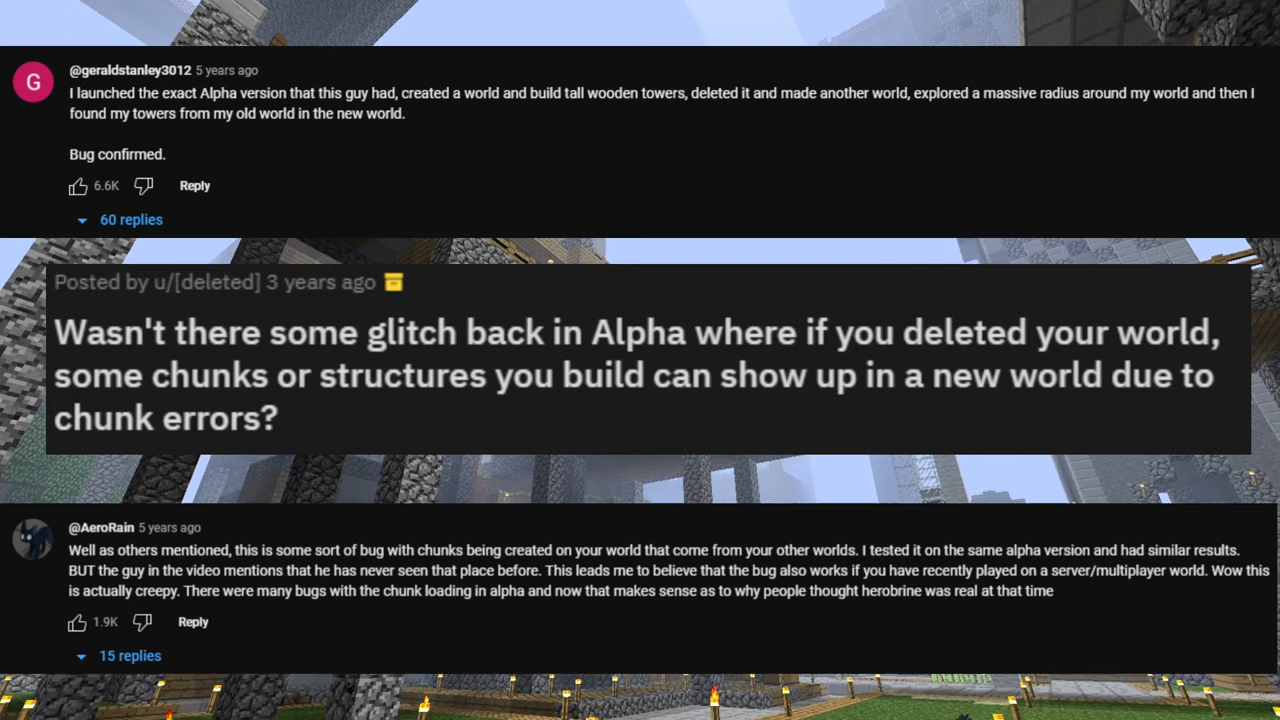 G
@geraldstanley3012 5 years ago
I launched the exact Alpha version that this guy had, created a world and build tall wooden towers, deleted it and made another world, explored a massive radius around my world and then I
found my towers from my old world in the new world.
Bug confirmed.
6.6K Reply
60 replies
Posted by u/[deleted] 3 years ago
Wasn't there some glitch back in Alpha where if you deleted your world,
some chunks or structures you build can show up in a new world due to
chunk errors?
@AeroRain 5 years ago
Well as others mentioned, this is some sort of bug with chunks being created on your world that come from your other worlds. I tested it on the same alpha version and had similar results.
BUT the guy in the video mentions that he has never seen that place before. This leads me to believe that the bug also works if you have recently played on a server/multiplayer world. Wow this
is actually creepy. There were many bugs with the chunk loading in alpha and now that makes sense as to why people thought herobrine was real at that time
1.9K Reply
15 replies